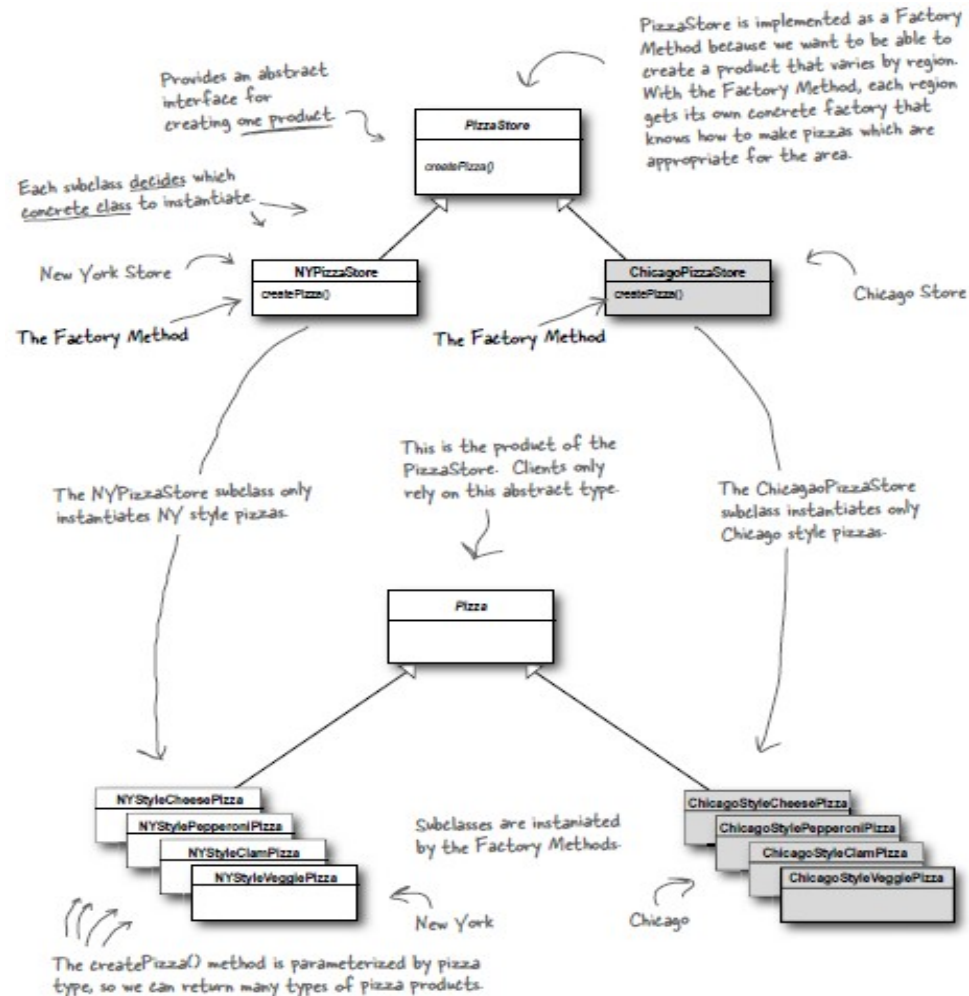 PizzaStore is implemented as a Factory
Method because we want to be able
to create a product that varies by region.
With the Factory Method, each region
gets its own concrete factory that
knows how to make pizzas which are
appropriate for the area.
Provides an abstract
interface for
creating one product
PizzaStore
createPizza()
Each subclass decides which
concrete class to instantiate.
New York Store
NYPizzaStore
createPizza()
ChicagoPizzaStore
createPizza()
Chicago Store
The Factory Method
The Factory Method
This is the product of the
PizzaStore. Clients only
rely on this abstract type.
The NYPizzaStore subclass only
instantiates NY style pizzas.
The ChicagaoPizzaStore
subclass instantiates only
Chicago style pizzas.
Pizza
NYStyleCheesePizza
NYStylePepperoniPizza
NYStyleClamPizza
NYStyleVeggiePizza
Subclasses are instaniated
by the Factory Methods.
ChicagoStyleCheesePizza
ChicagoStylePepperoniPizza
ChicagoStyleClamPizza
ChicagoStyleVeggiePizza
New York
Chicago
The createPizza() method is parameterized by pizza
type, so we can return many types of pizza products.